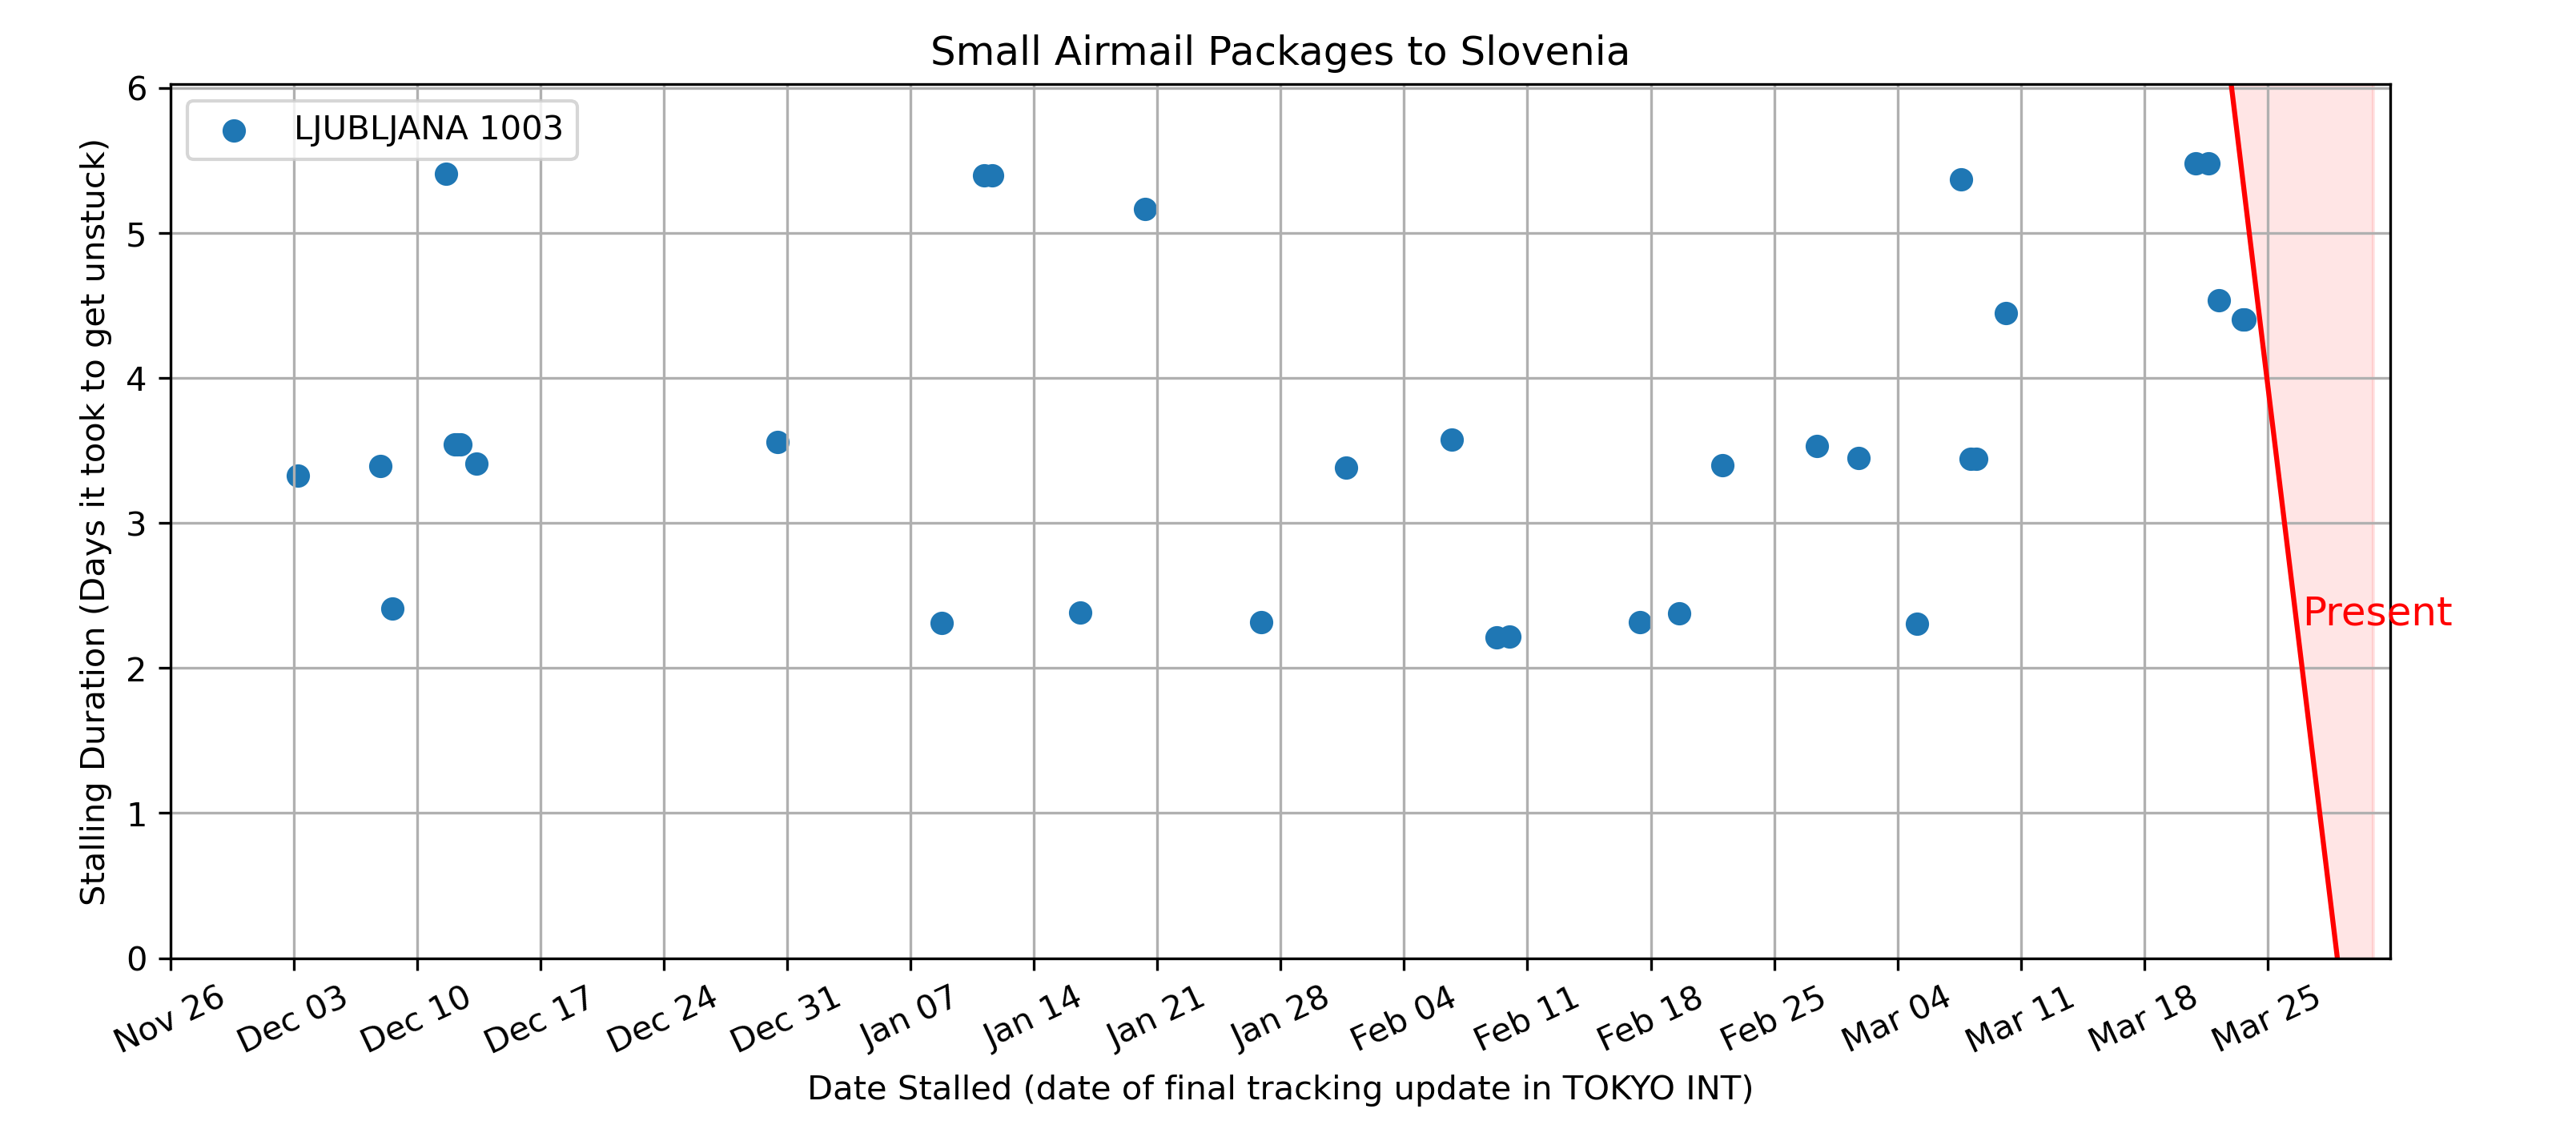 Small Airmail Packages to Slovenia
LJUBLJANA 1003
Stalling Duration (Days it took to get unstuck)
6
5
4
3
2
1
0
Present
Nov 26
Dec 03
Dec 10
Dec 17
Dec 24
Dec 31
Jan 07
Jan 14
Jan 21
Jan 28
Feb 04
Feb 11
Feb 18
Feb 25
Mar 04
Mar 11
Mar 18
Mar 25
Date Stalled (date of final tracking update in TOKYO INT)